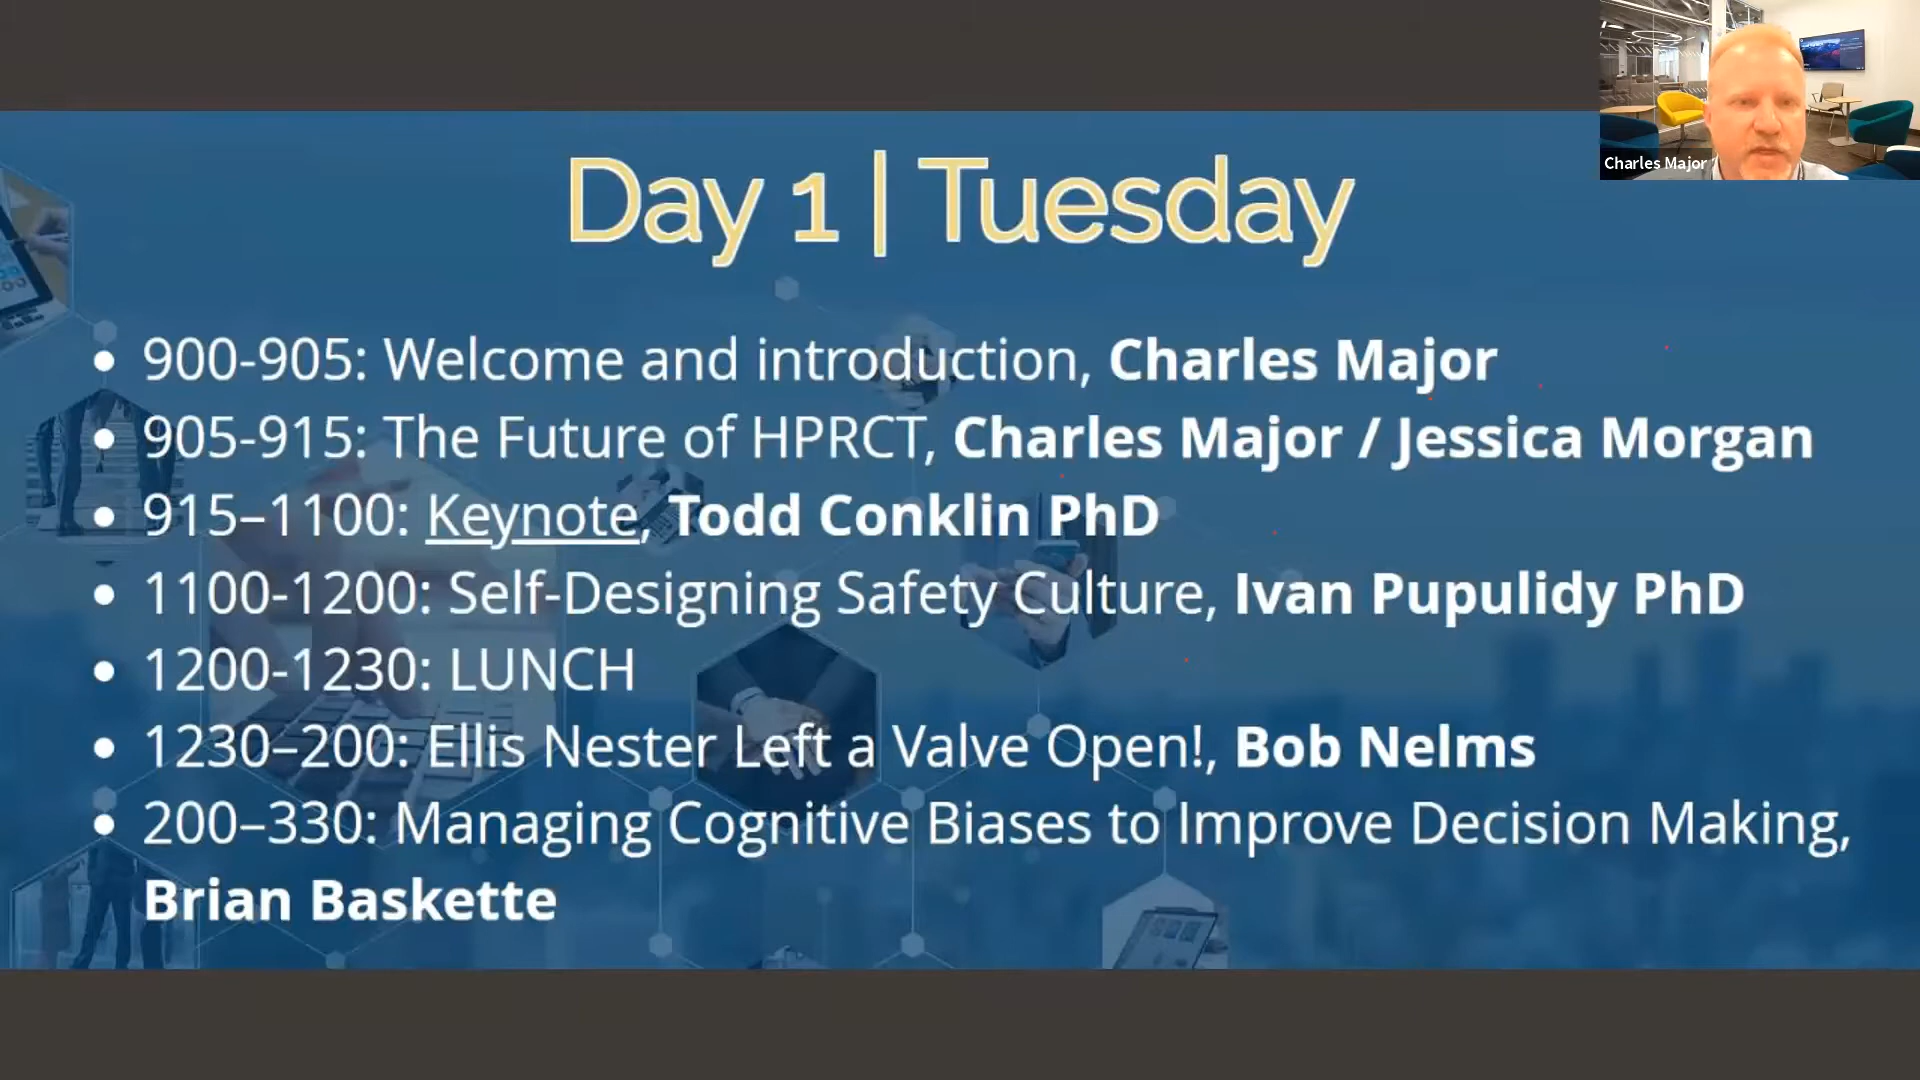 Charles Major
Day 1 | Tuesday
• 900-905: Welcome and introduction, Charles Major
• 905-915: The Future of HPRCT, Charles Major / Jessica Morgan
• 915–1100: Keynote, Todd Conklin PhD
• 1100-1200: Self-Designing Safety Culture, Ivan Pupulidy PhD
• 1200-1230: LUNCH
• 1230–200: Ellis Nester Left a Valve Open!, Bob Nelms
• 200–330: Managing Cognitive Biases to Improve Decision Making,
Brian Baskette